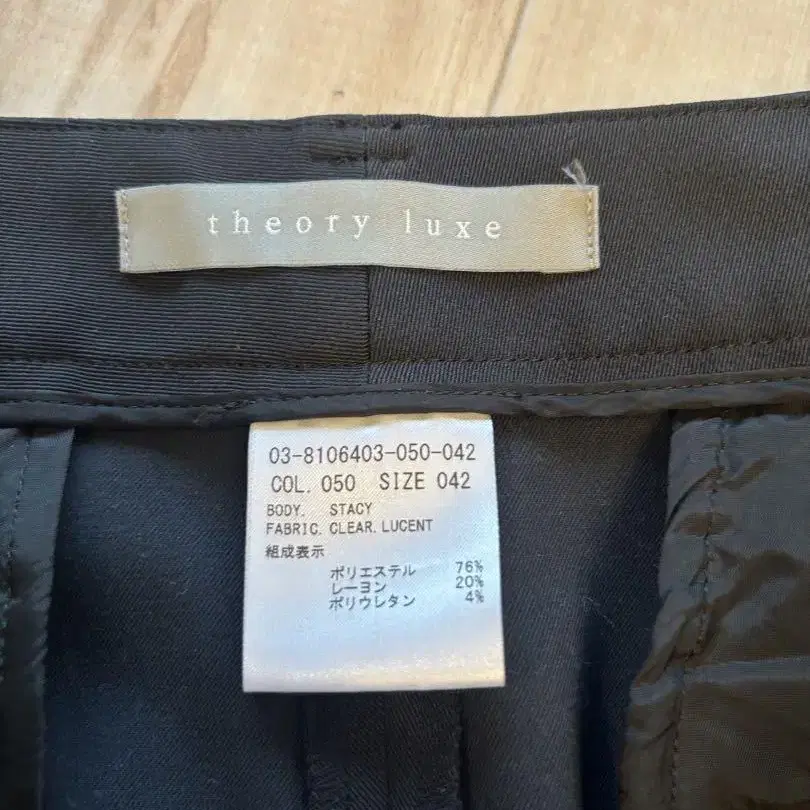 theory luxe
03-8106403-050-042
COL. 050 SIZE 042
BODY. STACY
FABRIC. CLEAR. LUCENT
組成表示
ポリエステル 76%
レーヨン 20%
ポリウレタン 4%